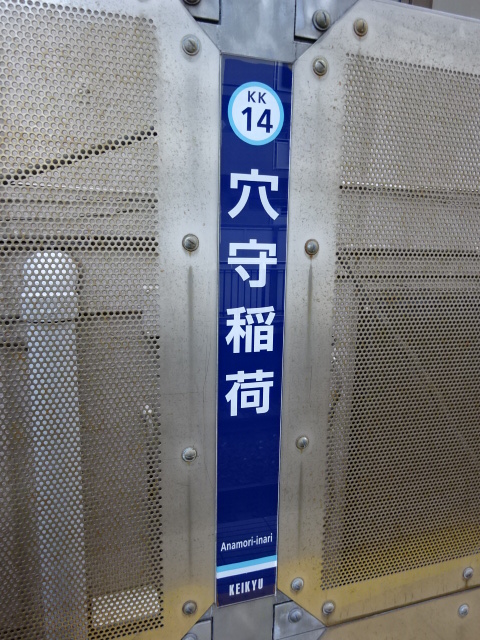 KK
14
穴守稲荷
Anamori-inari
KEIKYU